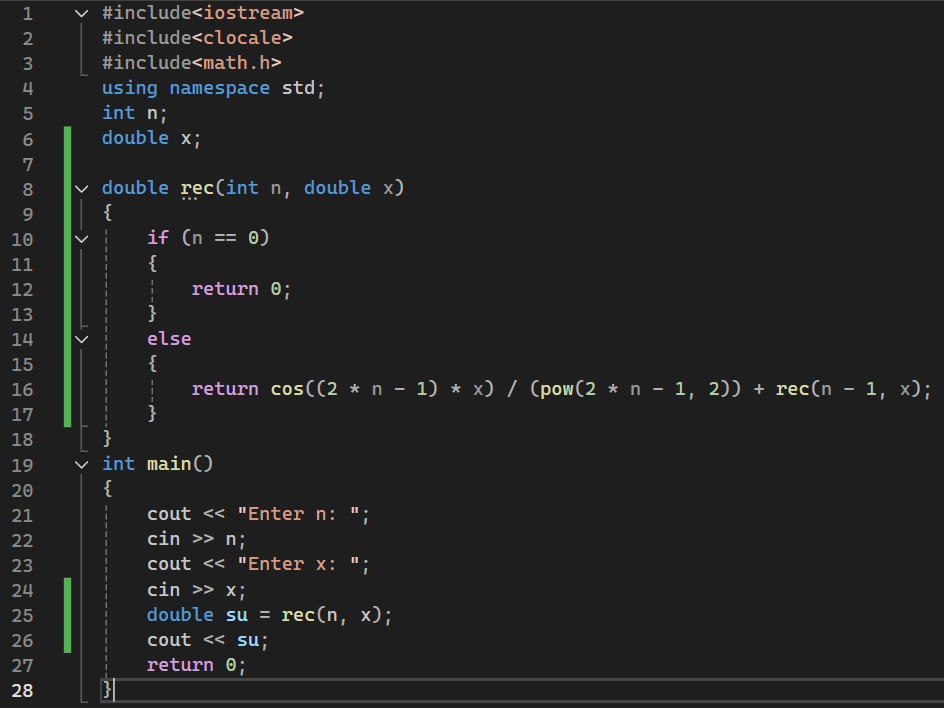 1 #include<iostream>
2 #include<clocale>
3 #include<math.h>
4 using namespace std;
5 int n;
6 double x;
7
8 double rec(int n, double x)
9 {
10 if (n == 0)
11 {
12 return 0;
13 }
14 else
15 {
16 return cos((2 * n - 1) * x) / (pow(2 * n - 1, 2)) + rec(n - 1, x);
17 }
18 }
19 int main()
20 {
21 cout << "Enter n: ";
22 cin >> n;
23 cout << "Enter x: ";
24 cin >> x;
25 double su = rec(n, x);
26 cout << su;
27 return 0;
28 }